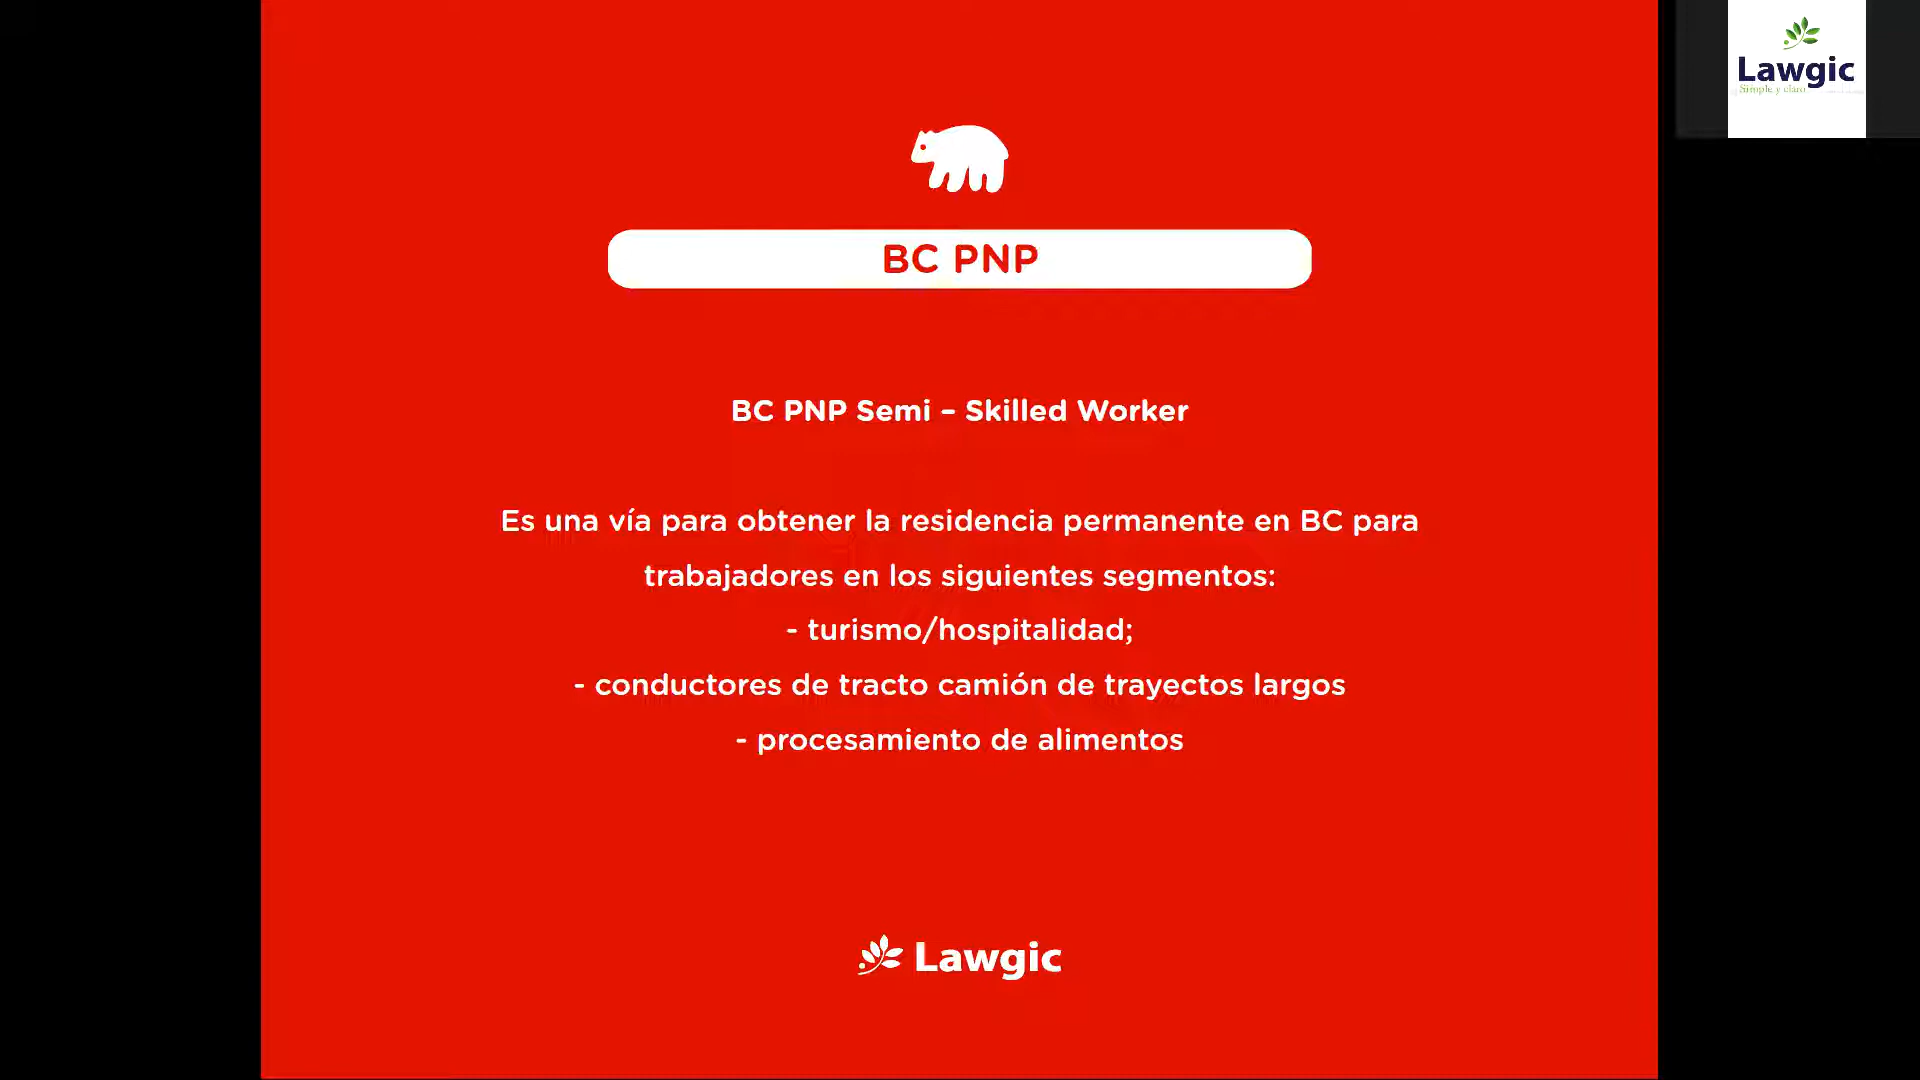 Lawgic
Simple y claro
BC PNP
BC PNP Semi – Skilled Worker
Es una vía para obtener la residencia permanente en BC para
trabajadores en los siguientes segmentos:
- turismo/hospitalidad;
- conductores de tracto camión de trayectos largos
- procesamiento de alimentos
Lawgic